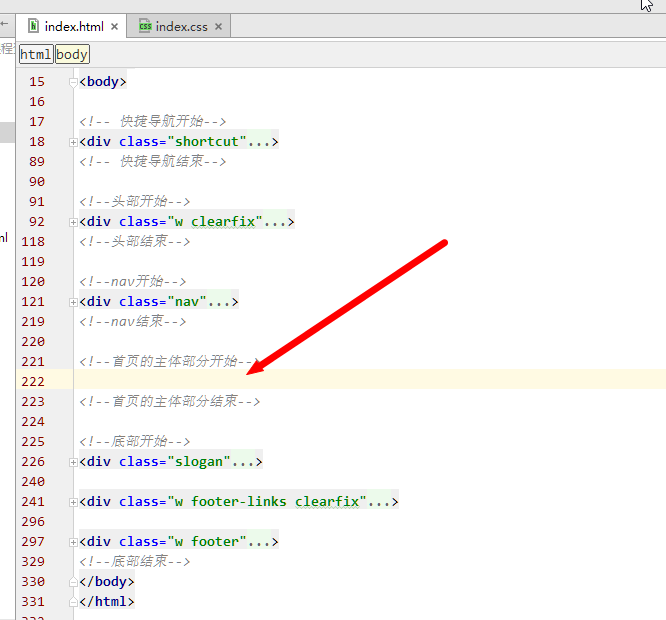 index.html index.css
html body
程
15 <body>
16
17 <!-- 快捷导航开始-->
18 <div class="shortcut"...>
89 <!-- 快捷导航结束-->
90
91 <!--头部开始-->
92 <div class="w clearfix"...>
118 <!--头部结束-->
ml
119
120 <!--nav开始-->
121 <div class="nav"...>
219 <!--nav结束-->
220
221 <!--首页的主体部分开始-->
222
223 <!--首页的主体部分结束-->
224
225 <!--底部开始-->
226 <div class="slogan"...>
240
241 <div class="w footer-links clearfix"...>
296
297 <div class="w footer"...>
329 <!--底部结束-->
330 </body>
331 </html>